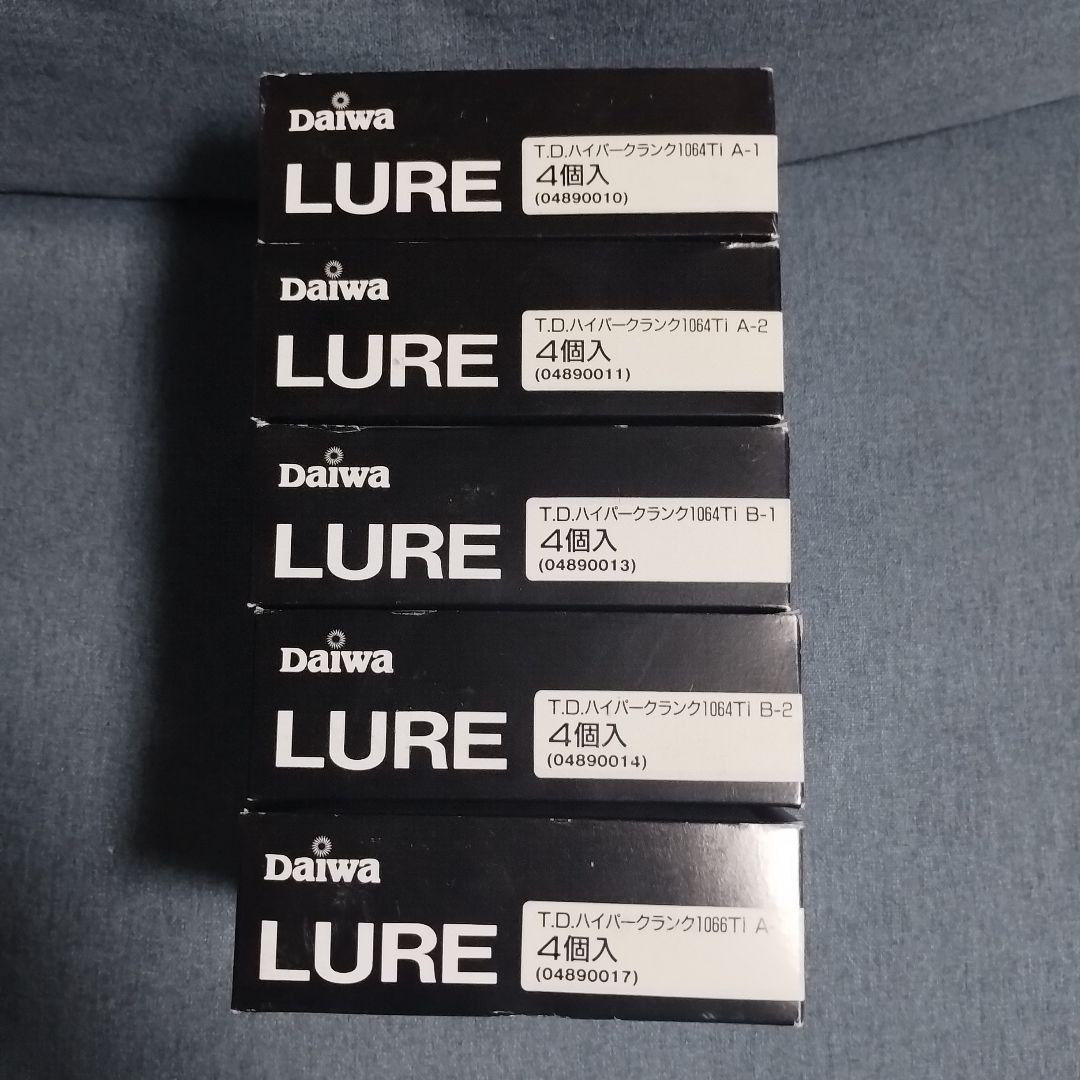 Daiwa
LURE
T.D.ハイパークランク1064Ti A-1
4個入
(04890010)
Daiwa
LURE
T.D.ハイパークランク1064Ti A-2
4個入
(04890011)
Daiwa
LURE
T.D.ハイパークランク1064Ti B-1
4個入
(04890013)
Daiwa
LURE
T.D.ハイパークランク1064Ti B-2
4個入
(04890014)
Daiwa
LURE
T.D.ハイパークランク1066Ti
4個入
(04890017)